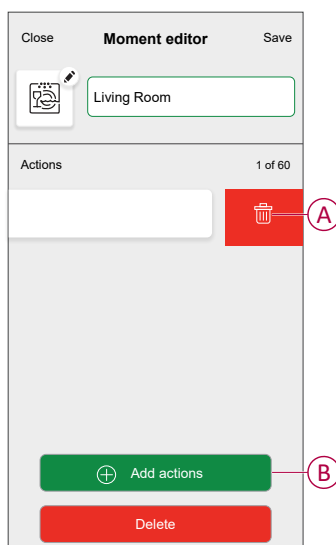 Close Moment editor Save
Living Room
Actions 1 of 60
A
Add actions B
Delete